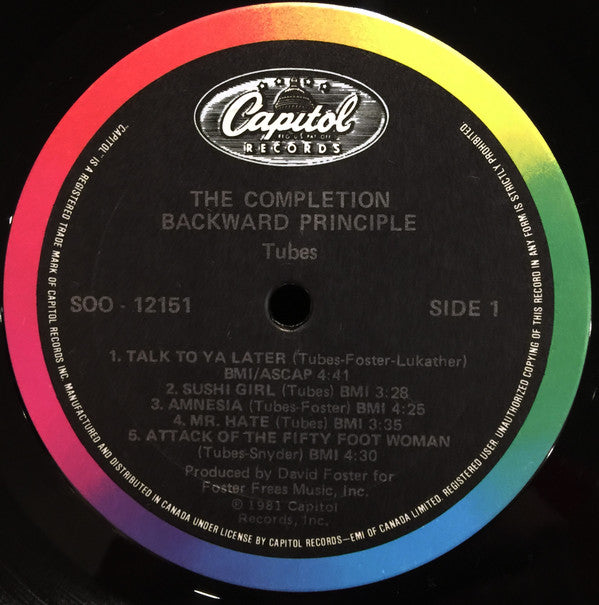 Capitol
RECORDS
THE COMPLETION
BACKWARD PRINCIPLE
Tubes
SOO - 12151
SIDE 1
1. TALK TO YA LATER (Tubes-Foster-Lukather)
BMI/ASCAP 4:41
2. SUSHI GIRL (Tubes) BMI 3:28
3. AMNESIA (Tubes-Foster) BMI 4:25
4. MR. HATE (Tubes) BMI 3:35
5. ATTACK OF THE FIFTY FOOT WOMAN
(Tubes-Snyder) BMI 4:30
Produced by David Foster for
Foster Frees Music, Inc.
℗ 1981 Capitol
Records, Inc.
"CAPITOL" IS A REGISTERED TRADE MARK OF CAPITOL RECORDS INC. MANUFACTURED AND DISTRIBUTED IN CANADA UNDER LICENSE BY CAPITOL RECORDS—EMI OF CANADA LIMITED, REGISTERED USER. UNAUTHORIZED COPYING OF THIS RECORD IN ANY FORM IS STRICTLY PROHIBITED